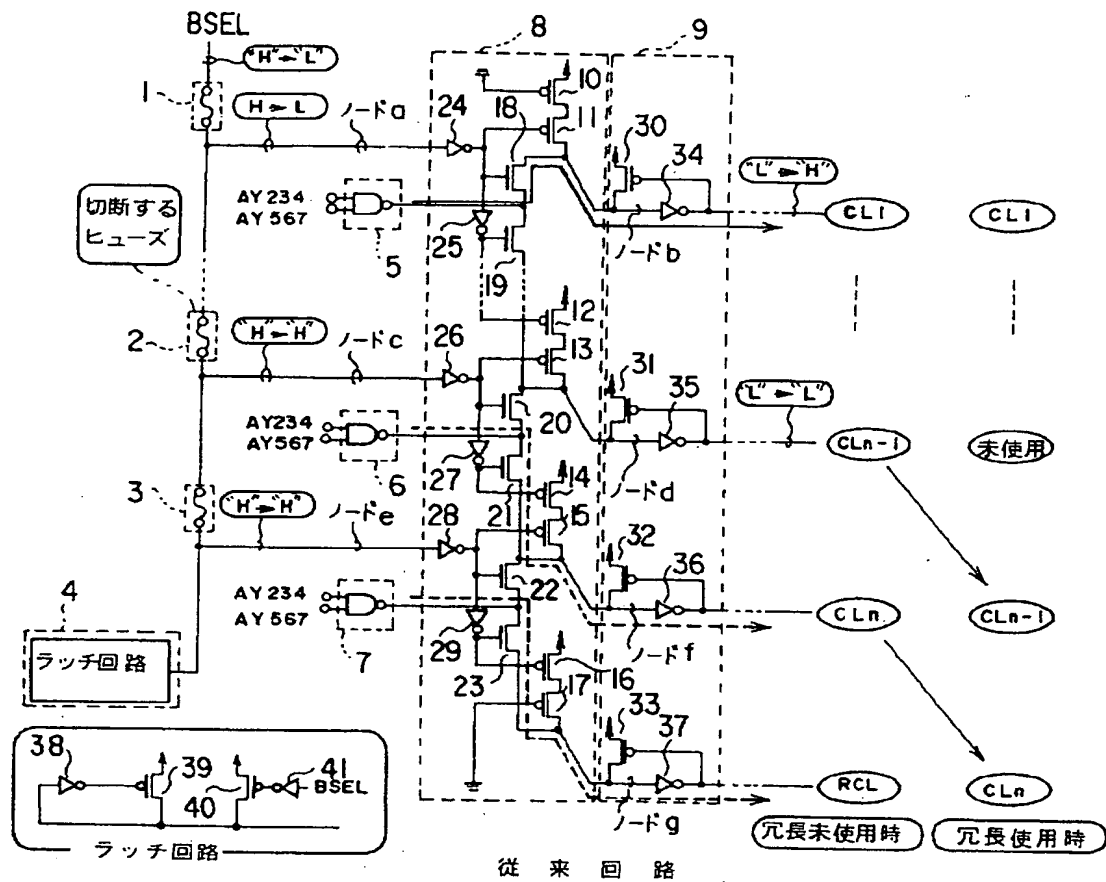 BSEL
8
9
"H"→"L"
10
1
H→L
ノードa
24
18
11
30
34
"L"→"H"
AY234
AY567
CL1
CL1
切断する
ヒューズ
5
25
ノードb
19
12
2
"H"→"H"
ノードc
26
13
31
35
"L"→"L"
AY234
AY567
20
CLn-1
未使用
6
27
14
ノードd
3
"H"→"H"
ノードe
28
21
15
32
36
AY234
AY567
22
CLn
CLn-1
4
7
29
ノードf
ラッチ回路
23
16
17
33
37
38
39
41
BSEL
40
RCL
CLn
ノードg
ラッチ回路
冗長未使用時
冗長使用時
従来回路